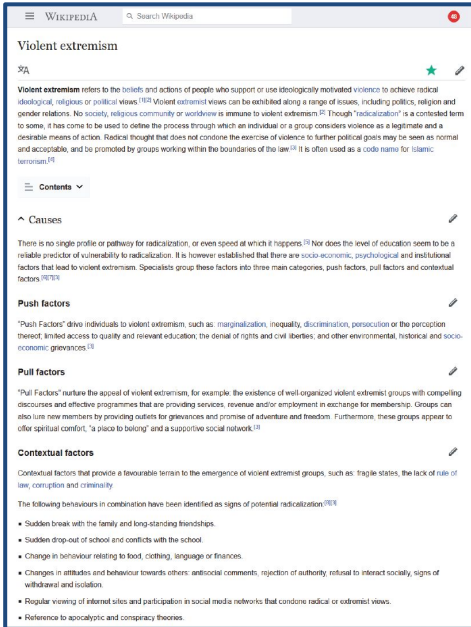 WIKIPEDIA
Search Wikipedia
48
Violent extremism
Violent extremism refers to the beliefs and actions of people who support or use ideologically motivated violence to achieve radical
ideological, religious or political views.[1][2] Violent extremist views can be exhibited along a range of issues, including politics, religion and
gender relations. No society, religious community or worldview is immune to violent extremism.[2] Though "radicalization" is a contested term
to some, it has come to be used to define the process through which an individual or a group considers violence as a legitimate and a
desirable means of action. Radical thought that does not condone the exercise of violence to further political goals may be seen as normal
and acceptable, and be promoted by groups working within the boundaries of the law.[3] It is often used as a code name for Islamic
terrorism.[4]
Contents
Causes
There is no single profile or pathway for radicalization, or even speed at which it happens.[5] Nor does the level of education seem to be a
reliable predictor of vulnerability to radicalization. It is however established that there are socio-economic, psychological and institutional
factors that lead to violent extremism. Specialists group these factors into three main categories, push factors, pull factors and contextual
factors.[6][7][3]
Push factors
"Push Factors" drive individuals to violent extremism, such as: marginalization, inequality, discrimination, persecution or the perception
thereof; limited access to quality and relevant education; the denial of rights and civil liberties; and other environmental, historical and socio-
economic grievances.[3]
Pull factors
"Pull Factors" nurture the appeal of violent extremism, for example: the existence of well-organized violent extremist groups with compelling
discourses and effective programmes that are providing services, revenue and/or employment in exchange for membership. Groups can
also lure new members by providing outlets for grievances and promise of adventure and freedom. Furthermore, these groups appear to
offer spiritual comfort, "a place to belong" and a supportive social network.[3]
Contextual factors
Contextual factors that provide a favourable terrain to the emergence of violent extremist groups, such as: fragile states, the lack of rule of
law, corruption and criminality.
The following behaviours in combination have been identified as signs of potential radicalization:
▪ Sudden break with the family and long-standing friendships.
▪ Sudden drop-out of school and conflicts with the school.
▪ Change in behaviour relating to food, clothing, language or finances.
▪ Changes in attitudes and behaviour towards others: antisocial comments, rejection of authority, refusal to interact socially, signs of
withdrawal and isolation.
▪ Regular viewing of internet sites and participation in social media networks that condone radical or extremist views.
▪ Reference to apocalyptic and conspiracy theories.